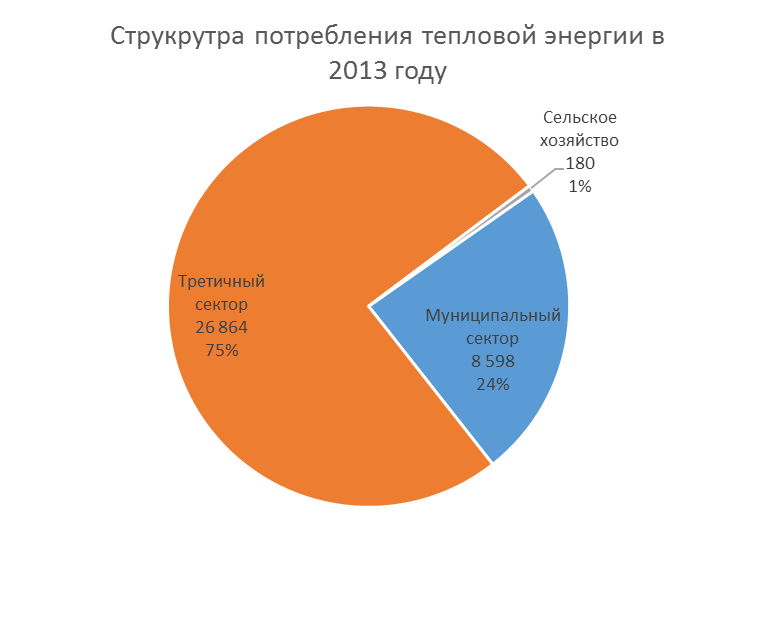 Струкрутра потребления тепловой энергии в
2013 году
Сельское
хозяйство
180
1%
Третичный
сектор
26 864
75%
Муниципальный
сектор
8 598
24%